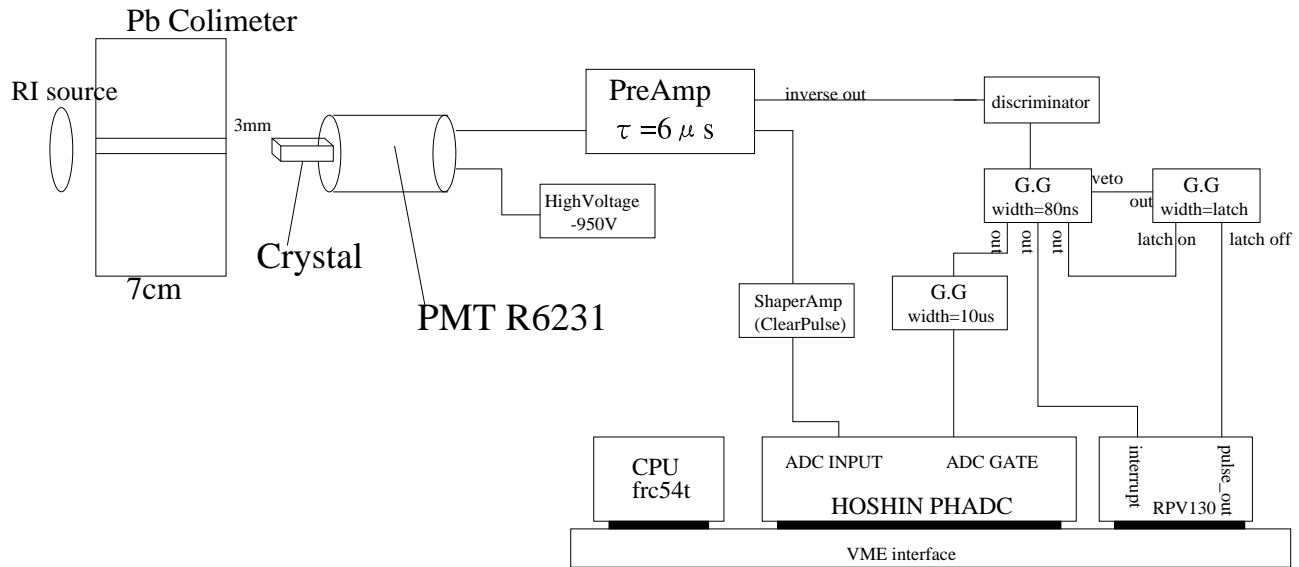 Pb Colimeter
RI source
3mm
7cm
Crystal
PMT R6231
PreAmp
τ=6μs
HighVoltage
-950V
inverse out
discriminator
G.G
width=80ns
veto
out
G.G
width=latch
latch on
latch off
out
out
out
G.G
width=10us
ShaperAmp
(ClearPulse)
CPU
frc54t
ADC INPUT
ADC GATE
HOSHIN PHADC
interrupt
pulse_out
RPV130
VME interface